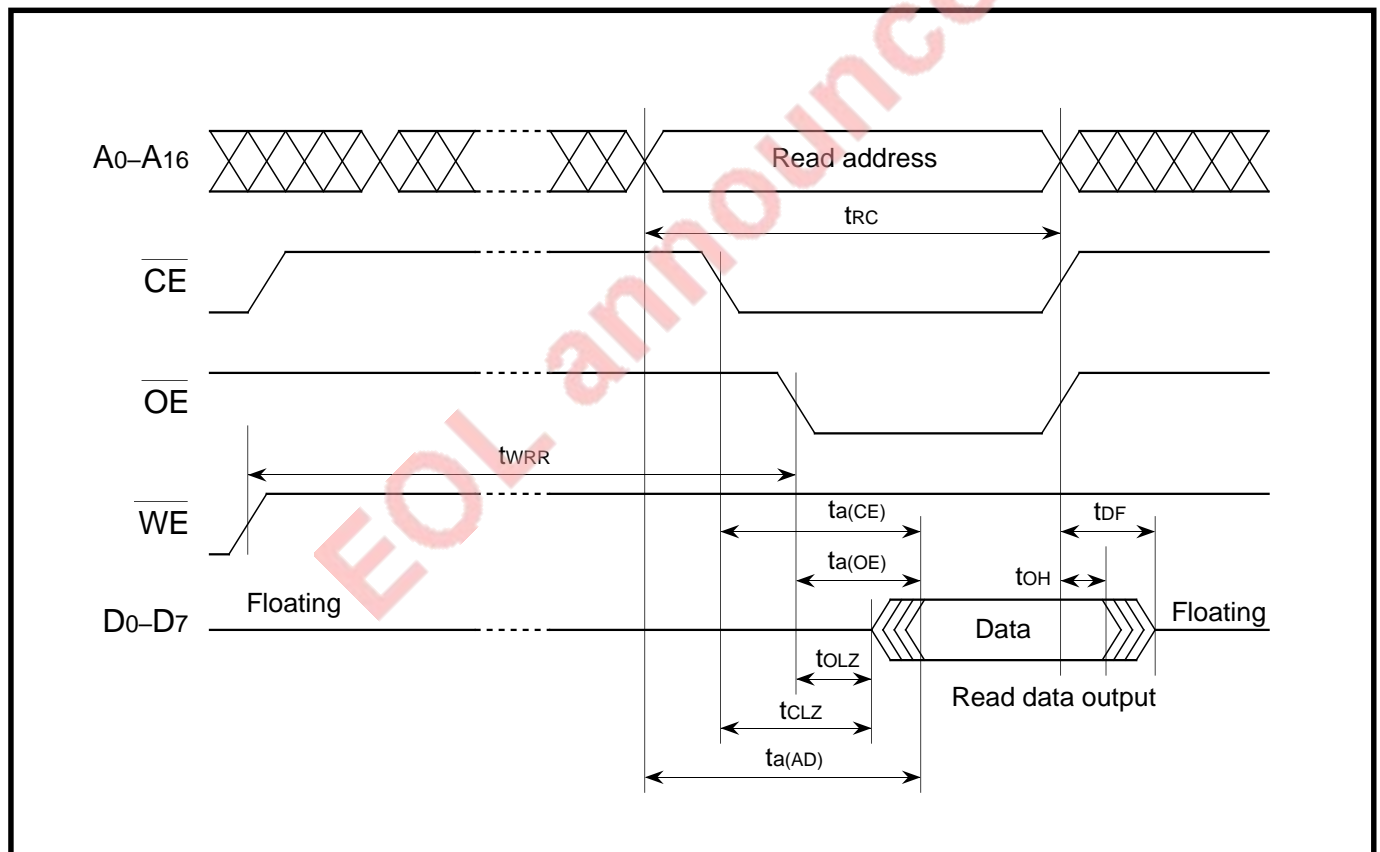 EOL announce
A0–A16
Read address
tRC
CE
OE
tWRR
WE
ta(CE)
tDF
ta(OE)
tOH
D0–D7
Floating
Data
Floating
tOLZ
Read data output
tCLZ
ta(AD)